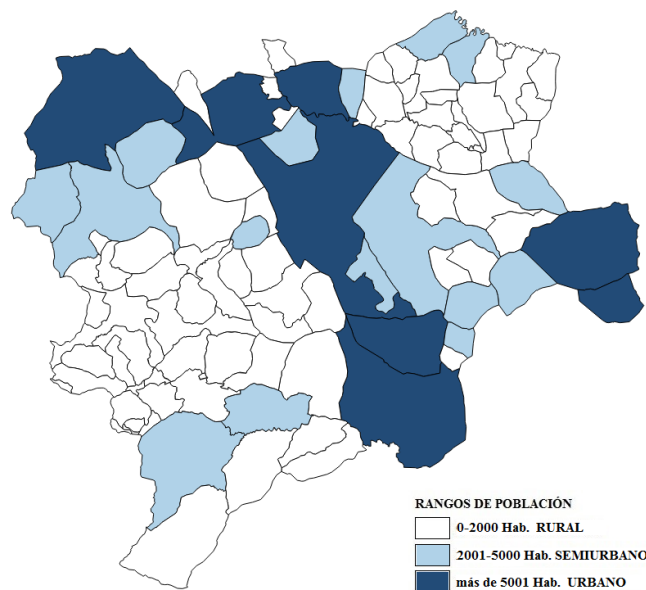 RANGOS DE POBLACIÓN
0-2000 Hab. RURAL
2001-5000 Hab. SEMIURBANO
más de 5001 Hab. URBANO